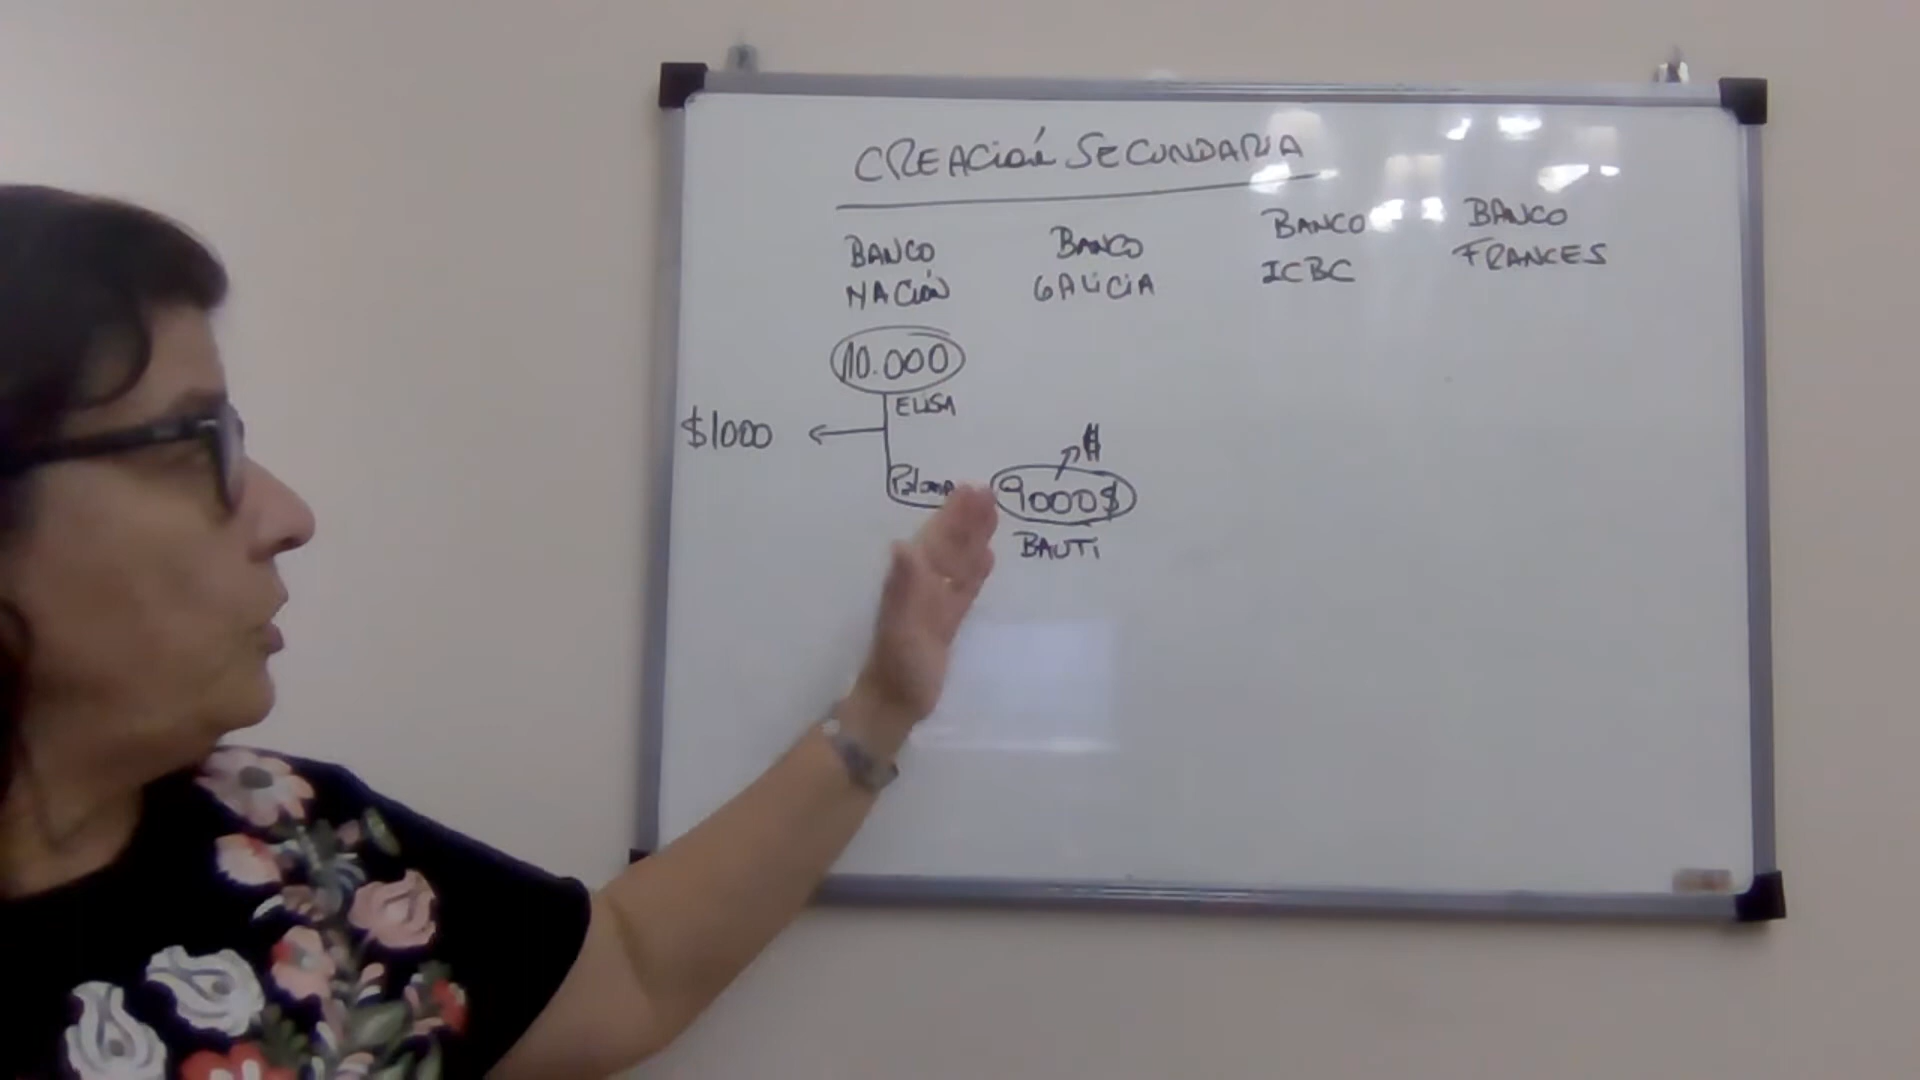 CREACIÓN SECUNDARIA
BANCO NACIÓN
BANCO GALICIA
BANCO ICBC
BANCO FRANCES
10.000
ELISA
$1000
9000$
BAUTI